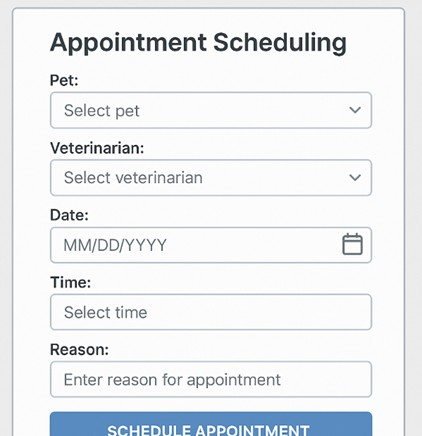 Appointment Scheduling
Pet:
Select pet
Veterinarian:
Select veterinarian
Date:
MM/DD/YYYY
Time:
Select time
Reason:
Enter reason for appointment
SCHEDULE APPOINTMENT